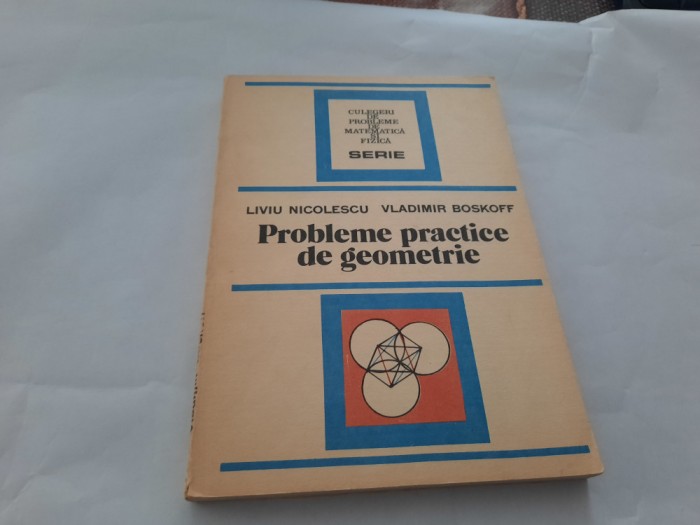 CULEGERI
DE
PROBLEME
DE
MATEMATICĂ
ȘI
FIZICĂ
SERIE
LIVIU NICOLESCU VLADIMIR BOSKOFF
Probleme practice
de geometrie